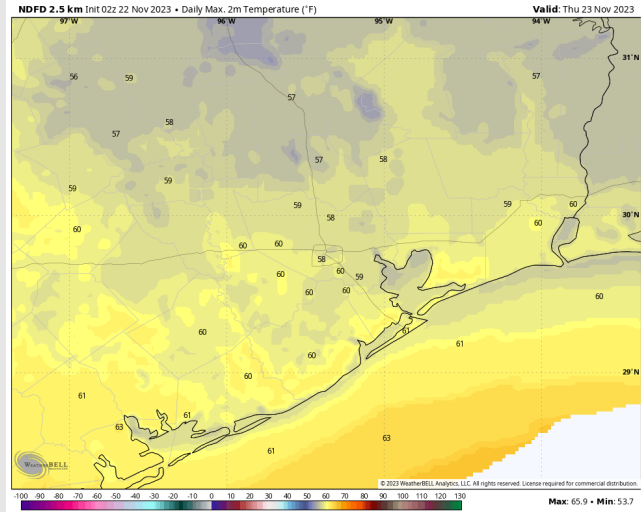 NDFD 2.5 km Init 02z 22 Nov 2023 • Daily Max. 2m Temperature (°F) Valid: Thu 23 Nov 2023
97°W 96°W 95°W 94°W
31°N
56 59 57
57
58
57
57 58
59
59
59 59 60
58
60 30°N
60
60 60
58
60 60 59
60 60
60
61
60
61
60
29°N
60
61
61
63
63
61
WEATHERBELL
© 2023 WeatherBELL Analytics, LLC. All rights reserved. License required for commercial distribution.
-100 -90 -80 -70 -60 -50 -40 -30 -20 -10 0 10 20 30 40 50 60 70 80 90 100 110 120 130
Max: 65.9 • Min: 53.7